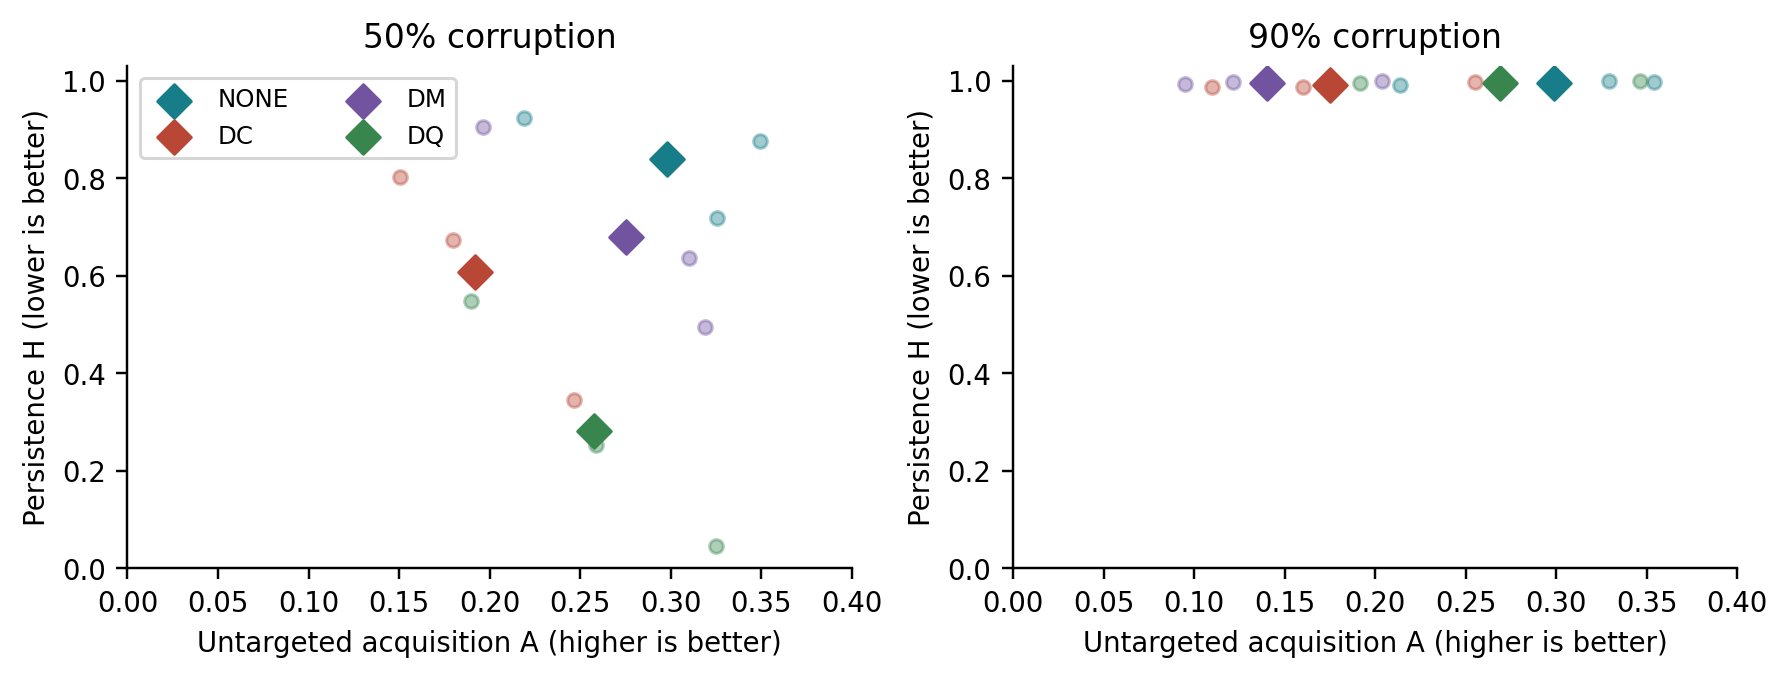 50% corruption
NONE
DC
DM
DQ
Persistence H (lower is better)
1.0
0.8
0.6
0.4
0.2
0.0
0.00 0.05 0.10 0.15 0.20 0.25 0.30 0.35 0.40
Untargeted acquisition A (higher is better)
90% corruption
Persistence H (lower is better)
1.0
0.8
0.6
0.4
0.2
0.0
0.00 0.05 0.10 0.15 0.20 0.25 0.30 0.35 0.40
Untargeted acquisition A (higher is better)